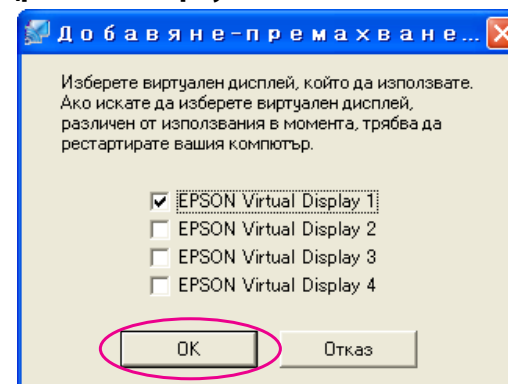 Добавяне-премахване...
Изберете виртуален дисплей, който да използвате.
Ако искате да изберете виртуален дисплей,
различен от използвания в момента, трябва да
рестартирате вашия компютър.
EPSON Virtual Display 1
EPSON Virtual Display 2
EPSON Virtual Display 3
EPSON Virtual Display 4
OK
Отказ